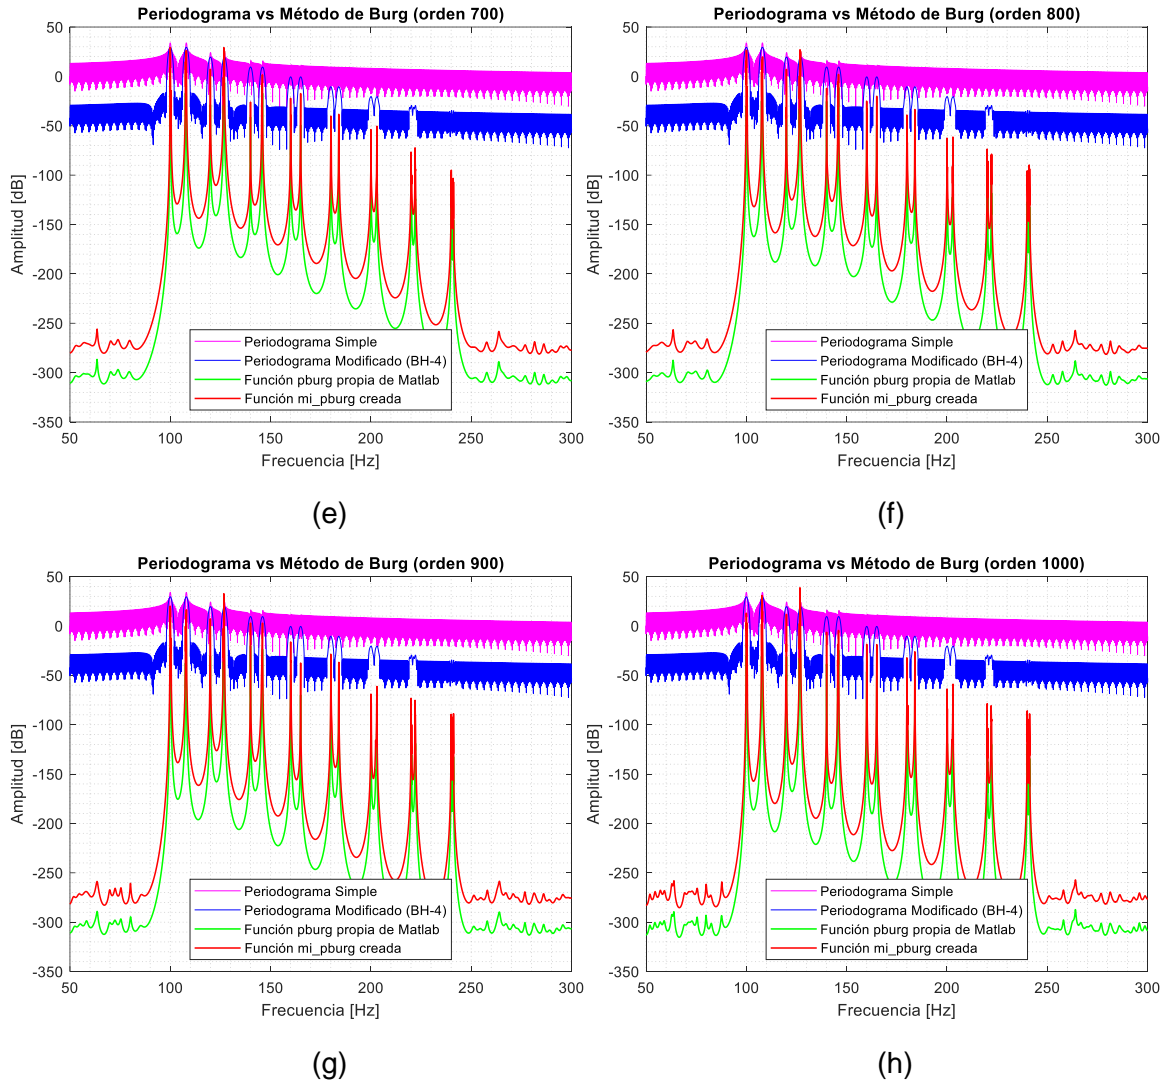 Periodograma vs Método de Burg (orden 700)
50
0
-50
-100
-150
-200
-250
-300
-350
Amplitud [dB]
Periodograma Simple
Periodograma Modificado (BH-4)
Función pburg propia de Matlab
Función mi_pburg creada
50 100 150 200 250 300
Frecuencia [Hz]
(e)
Periodograma vs Método de Burg (orden 800)
50
0
-50
-100
-150
-200
-250
-300
-350
Amplitud [dB]
Periodograma Simple
Periodograma Modificado (BH-4)
Función pburg propia de Matlab
Función mi_pburg creada
50 100 150 200 250 300
Frecuencia [Hz]
(f)
Periodograma vs Método de Burg (orden 900)
50
0
-50
-100
-150
-200
-250
-300
-350
Amplitud [dB]
Periodograma Simple
Periodograma Modificado (BH-4)
Función pburg propia de Matlab
Función mi_pburg creada
50 100 150 200 250 300
Frecuencia [Hz]
(g)
Periodograma vs Método de Burg (orden 1000)
50
0
-50
-100
-150
-200
-250
-300
-350
Amplitud [dB]
Periodograma Simple
Periodograma Modificado (BH-4)
Función pburg propia de Matlab
Función mi_pburg creada
50 100 150 200 250 300
Frecuencia [Hz]
(h)